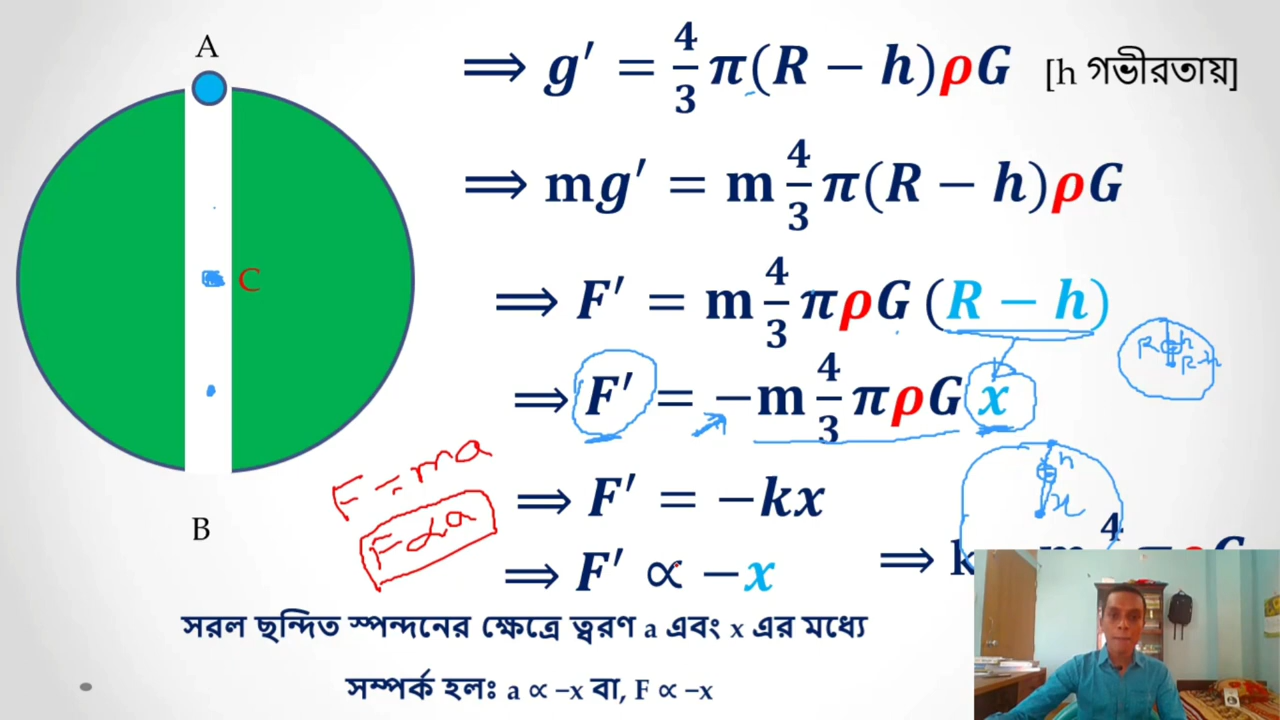 A
⟹ g′ = 4/3 π(R − h)ρG [h গভীরতায়]
⟹ mg′ = m 4/3 π(R − h)ρG
C
⟹ F′ = m 4/3 πρG (R − h)
R h R-h
⟹ F′ = −m 4/3 πρG x
F = ma
h
x
⟹ F′ = −kx
F∝a
B
⟹ F′ ∝ −x ⟹ k
সরল ছন্দিত স্পন্দনের ক্ষেত্রে ত্বরণ a এবং x এর মধ্যে
সম্পর্ক হলঃ a ∝ −x বা, F ∝ −x